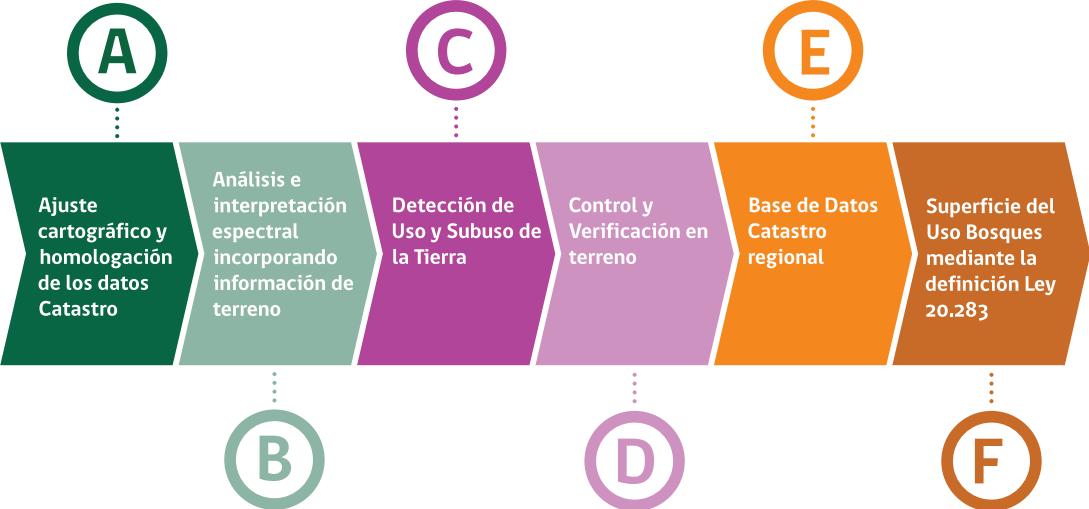 A
Ajuste
cartográfico y
homologación
de los datos
Catastro
B
Análisis e
interpretación
espectral
incorporando
información de
terreno
C
Detección de
Uso y Subuso de
la Tierra
D
Control y
Verificación en
terreno
E
Base de Datos
Catastro
regional
F
Superficie del
Uso Bosques
mediante la
definición Ley
20.283